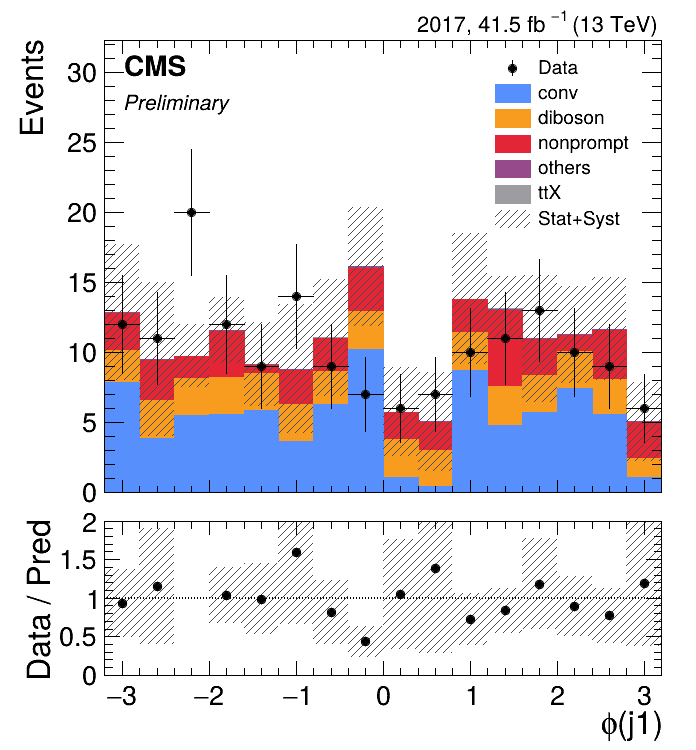 2017, 41.5 fb⁻¹ (13 TeV)
CMS
Preliminary
Events
30
25
20
15
10
5
0
Data
conv
diboson
nonprompt
others
ttX
Stat+Syst
Data / Pred
2
1.5
1
0.5
0
−3 −2 −1 0 1 2 3
ϕ(j1)